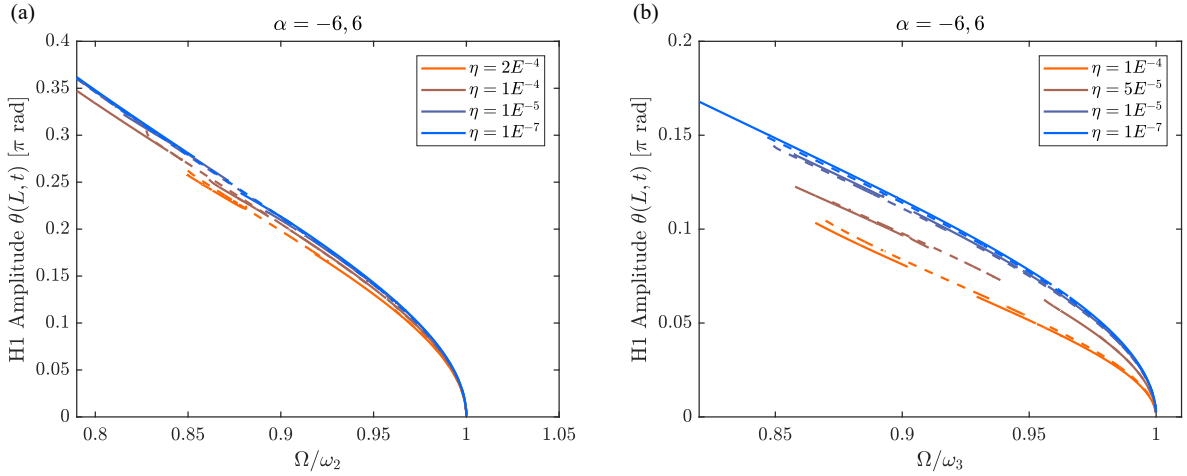 (a)
α = −6, 6
H1 Amplitude θ(L, t) [π rad]
0.35
0.3
0.25
0.2
0.15
0.1
0.05
0
0.8
0.85
0.9
0.95
1
1.05
Ω/ω₂
η = 2E⁻⁴
η = 1E⁻⁴
η = 1E⁻⁵
η = 1E⁻⁷
(b)
α = −6, 6
H1 Amplitude θ(L, t) [π rad]
0.2
0.15
0.1
0.05
0
0.85
0.9
0.95
1
Ω/ω₃
η = 1E⁻⁴
η = 5E⁻⁵
η = 1E⁻⁵
η = 1E⁻⁷